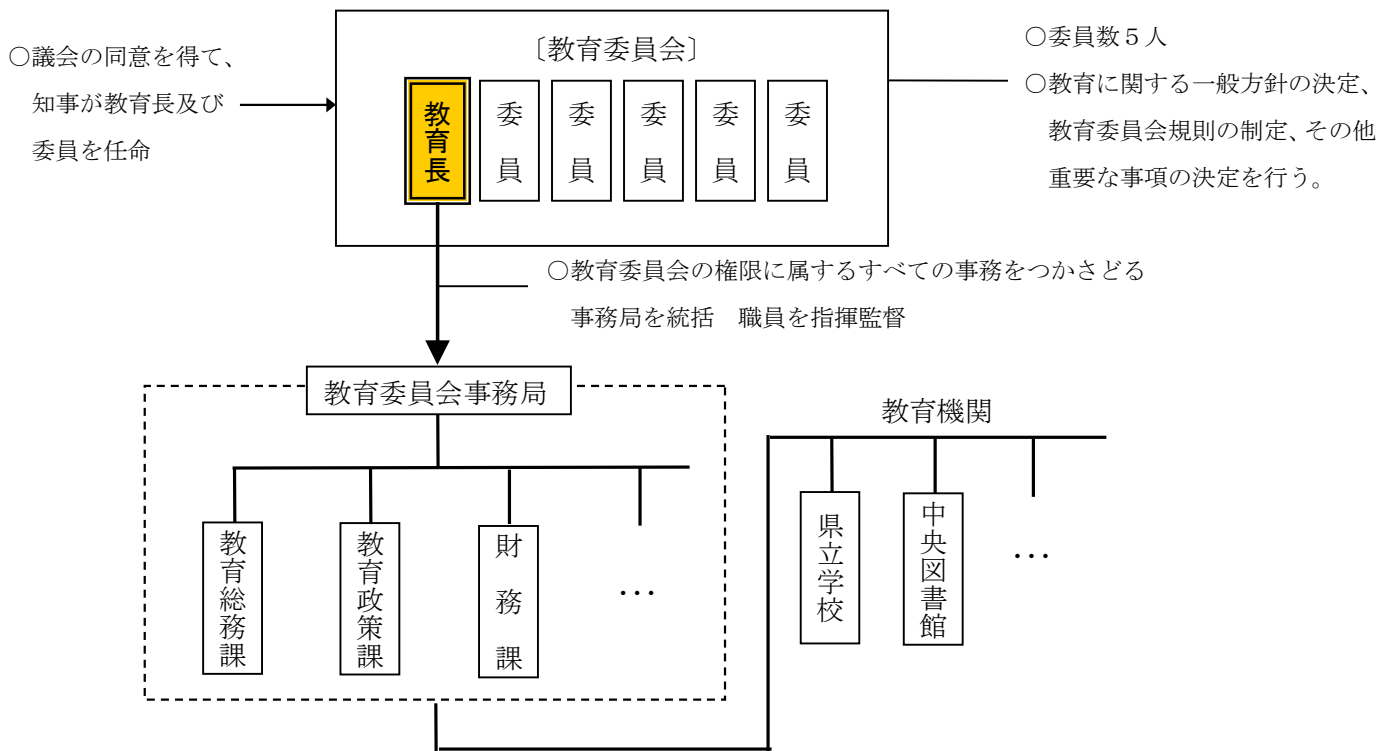 〔教育委員会〕
○議会の同意を得て、
知事が教育長及び
委員を任命
教育長
委員
委員
委員
委員
委員
○委員数５人
○教育に関する一般方針の決定、
教育委員会規則の制定、その他
重要な事項の決定を行う。
○教育委員会の権限に属するすべての事務をつかさどる
事務局を統括　職員を指揮監督
教育委員会事務局
教育総務課
教育政策課
財務課
…
教育機関
県立学校
中央図書館
…